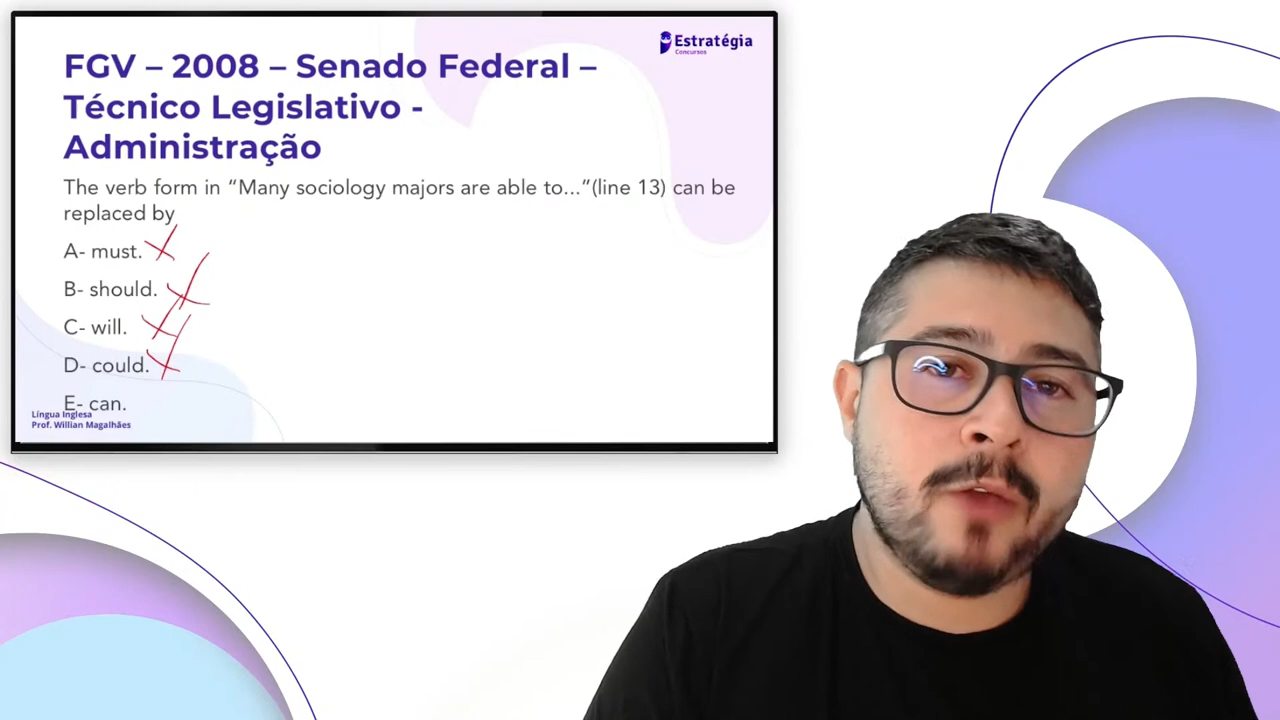 Estratégia
Concursos
FGV – 2008 – Senado Federal –
Técnico Legislativo -
Administração
The verb form in “Many sociology majors are able to...”(line 13) can be
replaced by
A- must.
B- should.
C- will.
D- could.
E- can.
Língua Inglesa
Prof. Willian Magalhães